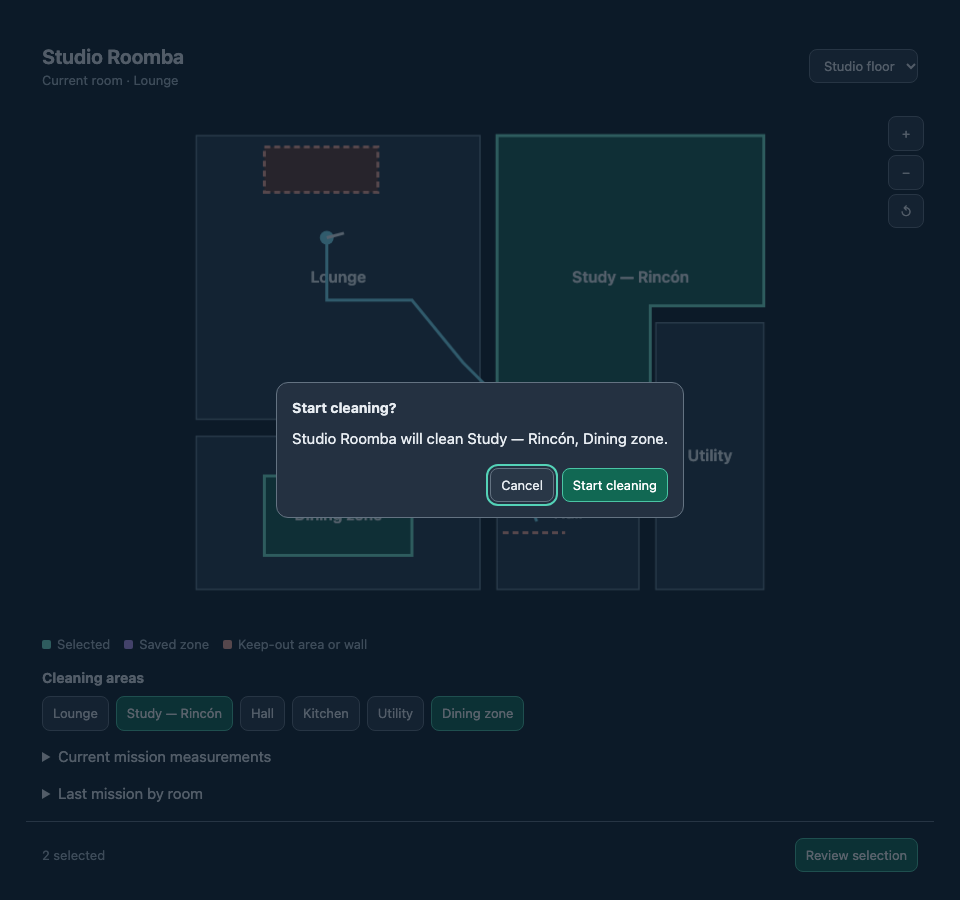 Studio Roomba
Current room · Lounge
Studio floor
+
−
Lounge
Study — Rincón
Start cleaning?
Studio Roomba will clean Study — Rincón, Dining zone.
Utility
Cancel
Start cleaning
Dining zone
Selected
Saved zone
Keep-out area or wall
Cleaning areas
Lounge
Study — Rincón
Hall
Kitchen
Utility
Dining zone
Current mission measurements
Last mission by room
2 selected
Review selection